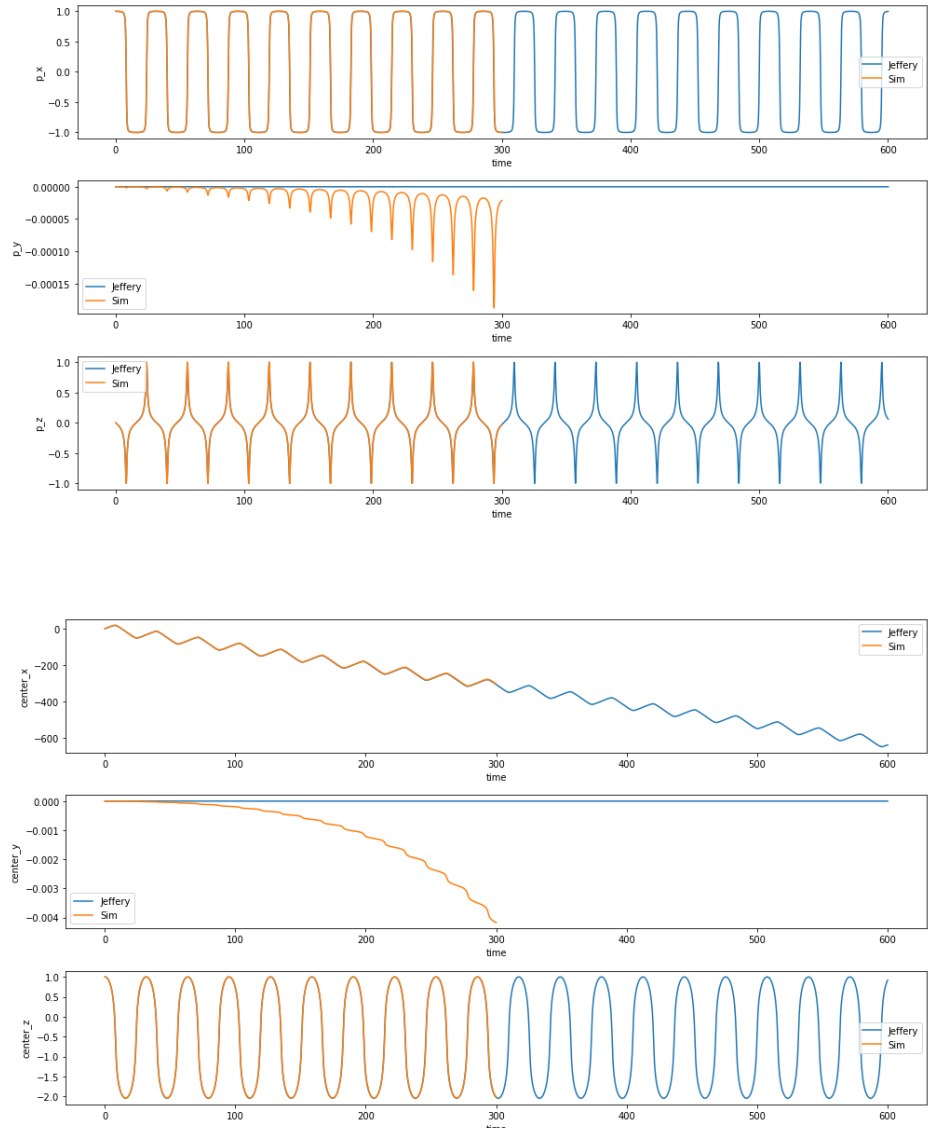 1.0
0.5
0.0
−0.5
−1.0
p_x
Jeffery
Sim
0 100 200 300 400 500 600
time
0.00000
−0.00005
−0.00010
−0.00015
p_y
Jeffery
Sim
0 100 200 300 400 500 600
time
1.0
0.5
0.0
−0.5
−1.0
p_z
Jeffery
Sim
0 100 200 300 400 500 600
time
0
−200
−400
−600
center_x
Jeffery
Sim
0 100 200 300 400 500 600
time
0.000
−0.001
−0.002
−0.003
−0.004
center_y
Jeffery
Sim
0 100 200 300 400 500 600
time
1.0
0.5
0.0
−0.5
−1.0
−1.5
−2.0
center_z
Jeffery
Sim
0 100 200 300 400 500 600
time